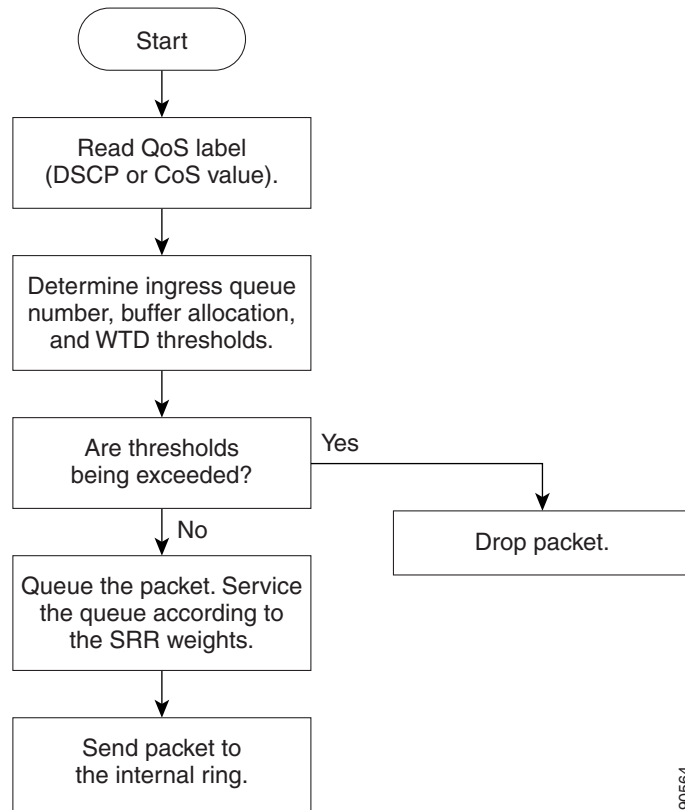 Start
Read QoS label
(DSCP or CoS value).
Determine ingress queue
number, buffer allocation,
and WTD thresholds.
Are thresholds
being exceeded?
Yes
No
Drop packet.
Queue the packet. Service
the queue according to
the SRR weights.
Send packet to
the internal ring.
90564